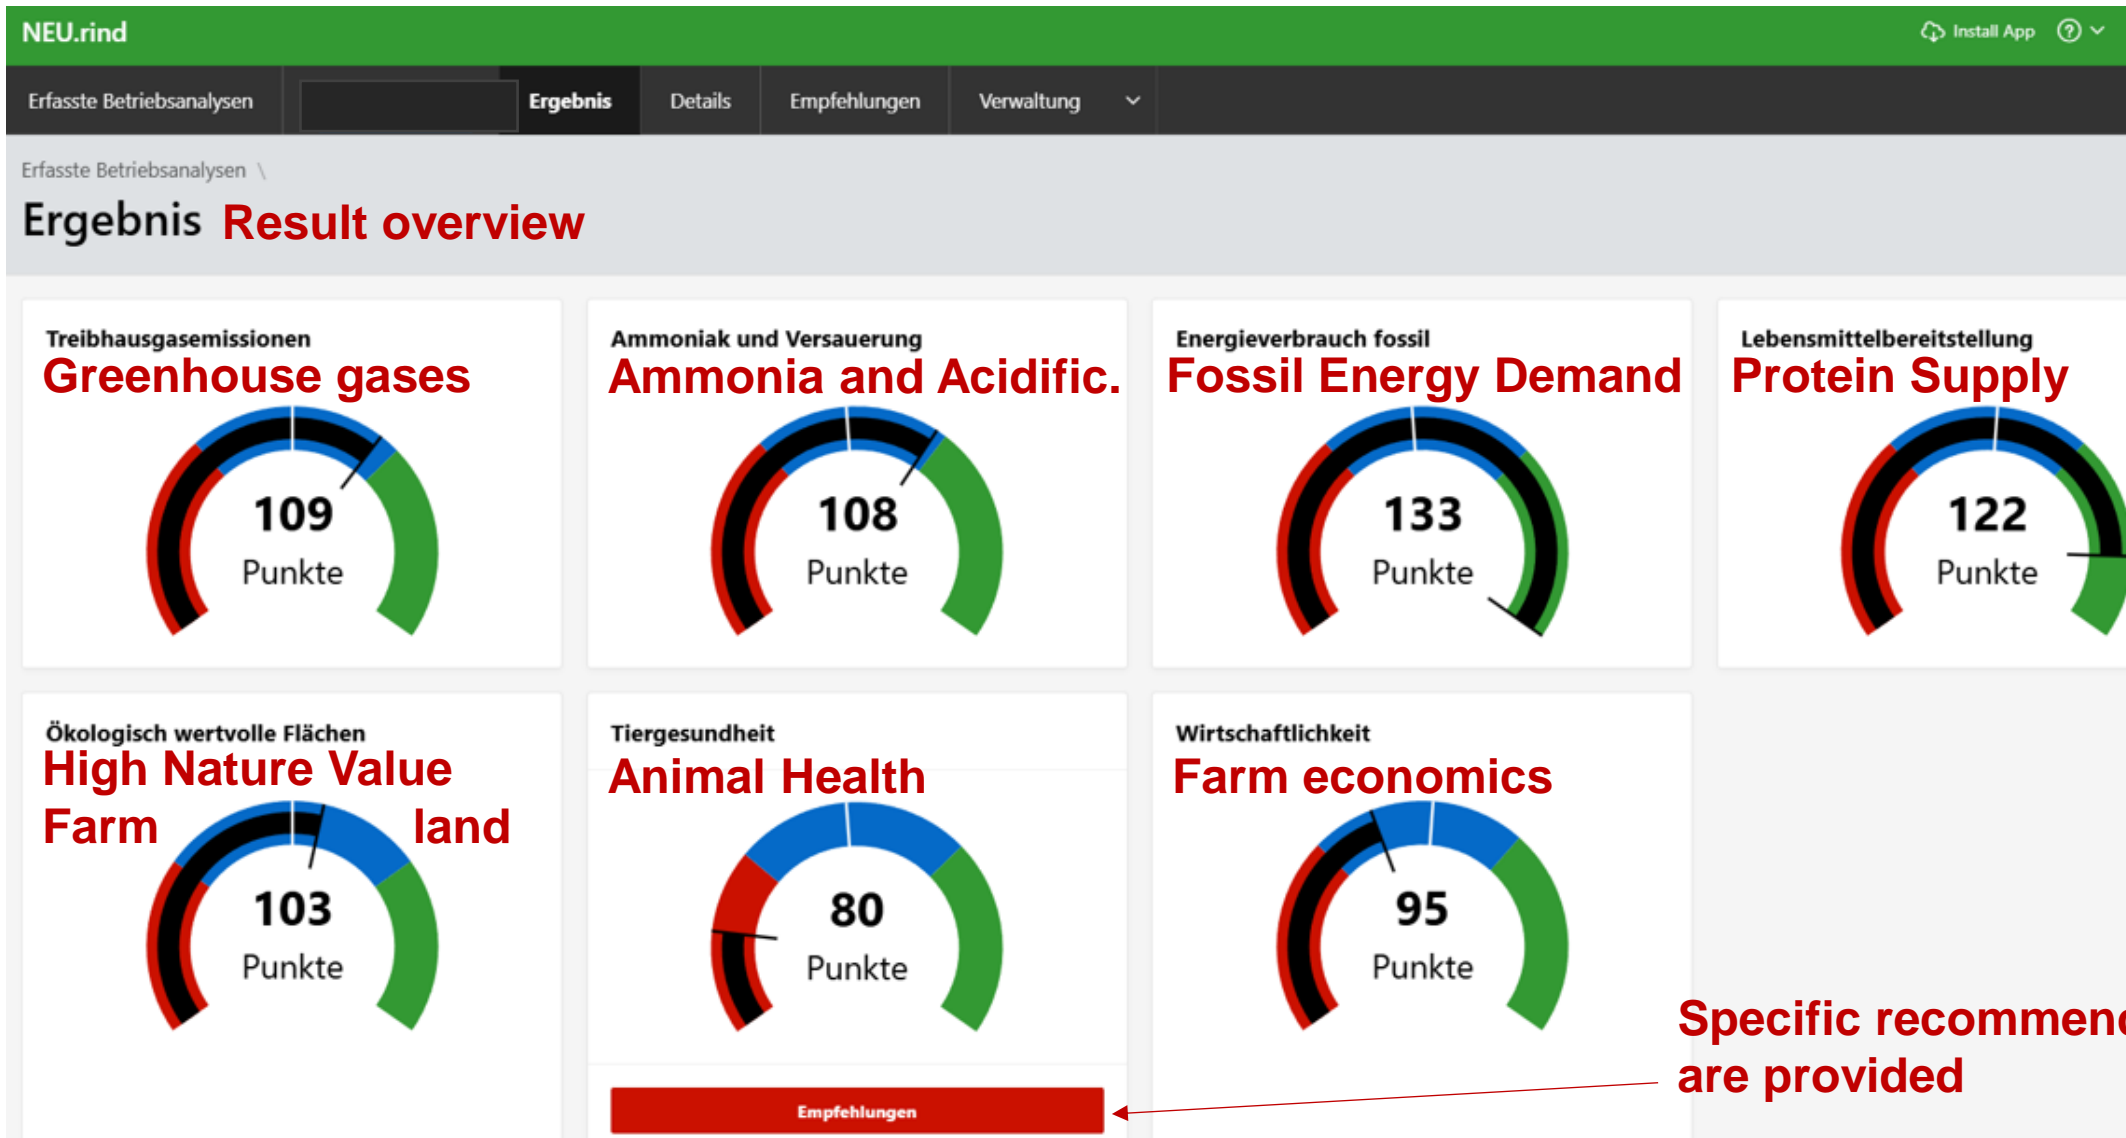 NEU.rind
Install App
Erfasste Betriebsanalysen Ergebnis Details Empfehlungen Verwaltung
Erfasste Betriebsanalysen \
Ergebnis Result overview
Treibhausgasemissionen
Greenhouse gases
109
Punkte
Ammoniak und Versauerung
Ammonia and Acidific.
108
Punkte
Energieverbrauch fossil
Fossil Energy Demand
133
Punkte
Lebensmittelbereitstellung
Protein Supply
122
Punkte
Ökologisch wertvolle Flächen
High Nature Value
Farm land
103
Punkte
Tiergesundheit
Animal Health
80
Punkte
Empfehlungen
Wirtschaftlichkeit
Farm economics
95
Punkte
Specific
are provided